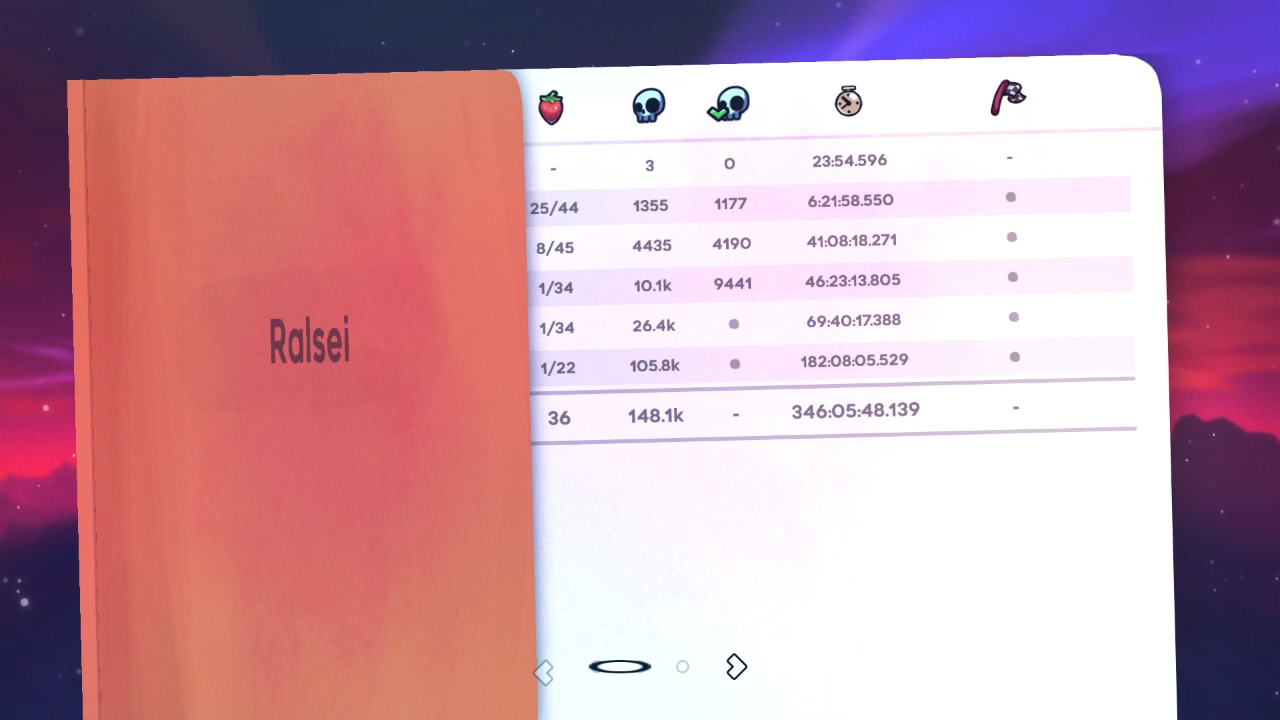 Ralsei
- 3 0 23:54.596 -
25/44 1355 1177 6:21:58.550
8/45 4435 4190 41:08:18.271
1/34 10.1k 9441 46:23:13.805
1/34 26.4k 69:40:17.388
1/22 105.8k 182:08:05.529
36 148.1k - 346:05:48.139 -